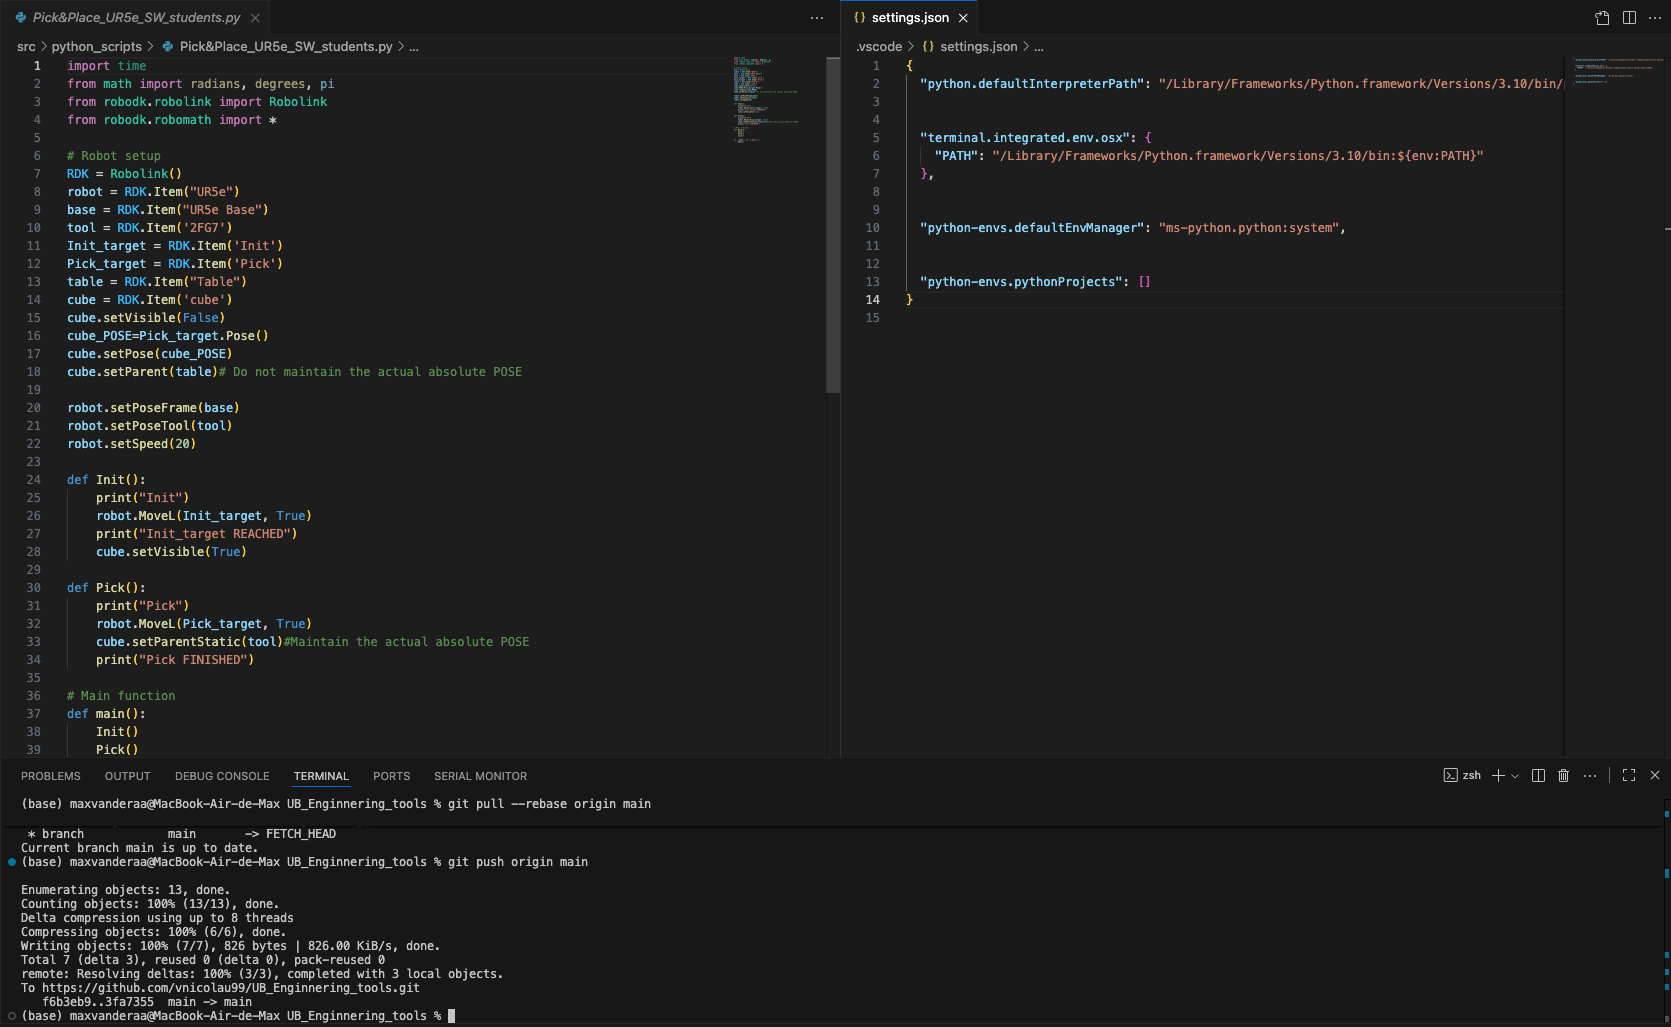 Pick&Place_UR5e_SW_students.py
src > python_scripts > Pick&Place_UR5e_SW_students.py > ...
1 import time
2 from math import radians, degrees, pi
3 from robodk.robolink import Robolink
4 from robodk.robomath import *
5
6 # Robot setup
7 RDK = Robolink()
8 robot = RDK.Item("UR5e")
9 base = RDK.Item("UR5e Base")
10 tool = RDK.Item('2FG7')
11 Init_target = RDK.Item('Init')
12 Pick_target = RDK.Item('Pick')
13 table = RDK.Item("Table")
14 cube = RDK.Item('cube')
15 cube.setVisible(False)
16 cube_POSE=Pick_target.Pose()
17 cube.setPose(cube_POSE)
18 cube.setParent(table)# Do not maintain the actual absolute POSE
19
20 robot.setPoseFrame(base)
21 robot.setPoseTool(tool)
22 robot.setSpeed(20)
23
24 def Init():
25     print("Init")
26     robot.MoveL(Init_target, True)
27     print("Init_target REACHED")
28     cube.setVisible(True)
29
30 def Pick():
31     print("Pick")
32     robot.MoveL(Pick_target, True)
33     cube.setParentStatic(tool)#Maintain the actual absolute POSE
34     print("Pick FINISHED")
35
36 # Main function
37 def main():
38     Init()
39     Pick()
{} settings.json
.vscode > {} settings.json > ...
1 {
2   "python.defaultInterpreterPath": "/Library/Frameworks/Python.framework/Versions/3.10/bin/
3
4
5   "terminal.integrated.env.osx": {
6     "PATH": "/Library/Frameworks/Python.framework/Versions/3.10/bin:${env:PATH}"
7   },
8
9
10   "python-envs.defaultEnvManager": "ms-python.python:system",
11
12
13   "python-envs.pythonProjects": []
14 }
15
PROBLEMS OUTPUT DEBUG CONSOLE TERMINAL PORTS SERIAL MONITOR zsh
(base) maxvanderaa@MacBook-Air-de-Max UB_Enginnering_tools % git pull --rebase origin main
* branch            main       -> FETCH_HEAD
Current branch main is up to date.
(base) maxvanderaa@MacBook-Air-de-Max UB_Enginnering_tools % git push origin main
Enumerating objects: 13, done.
Counting objects: 100% (13/13), done.
Delta compression using up to 8 threads
Compressing objects: 100% (6/6), done.
Writing objects: 100% (7/7), 826 bytes | 826.00 KiB/s, done.
Total 7 (delta 3), reused 0 (delta 0), pack-reused 0
remote: Resolving deltas: 100% (3/3), completed with 3 local objects.
To https://github.com/vnicolau99/UB_Enginnering_tools.git
   f6b3eb9..3fa7355  main -> main
(base) maxvanderaa@MacBook-Air-de-Max UB_Enginnering_tools %